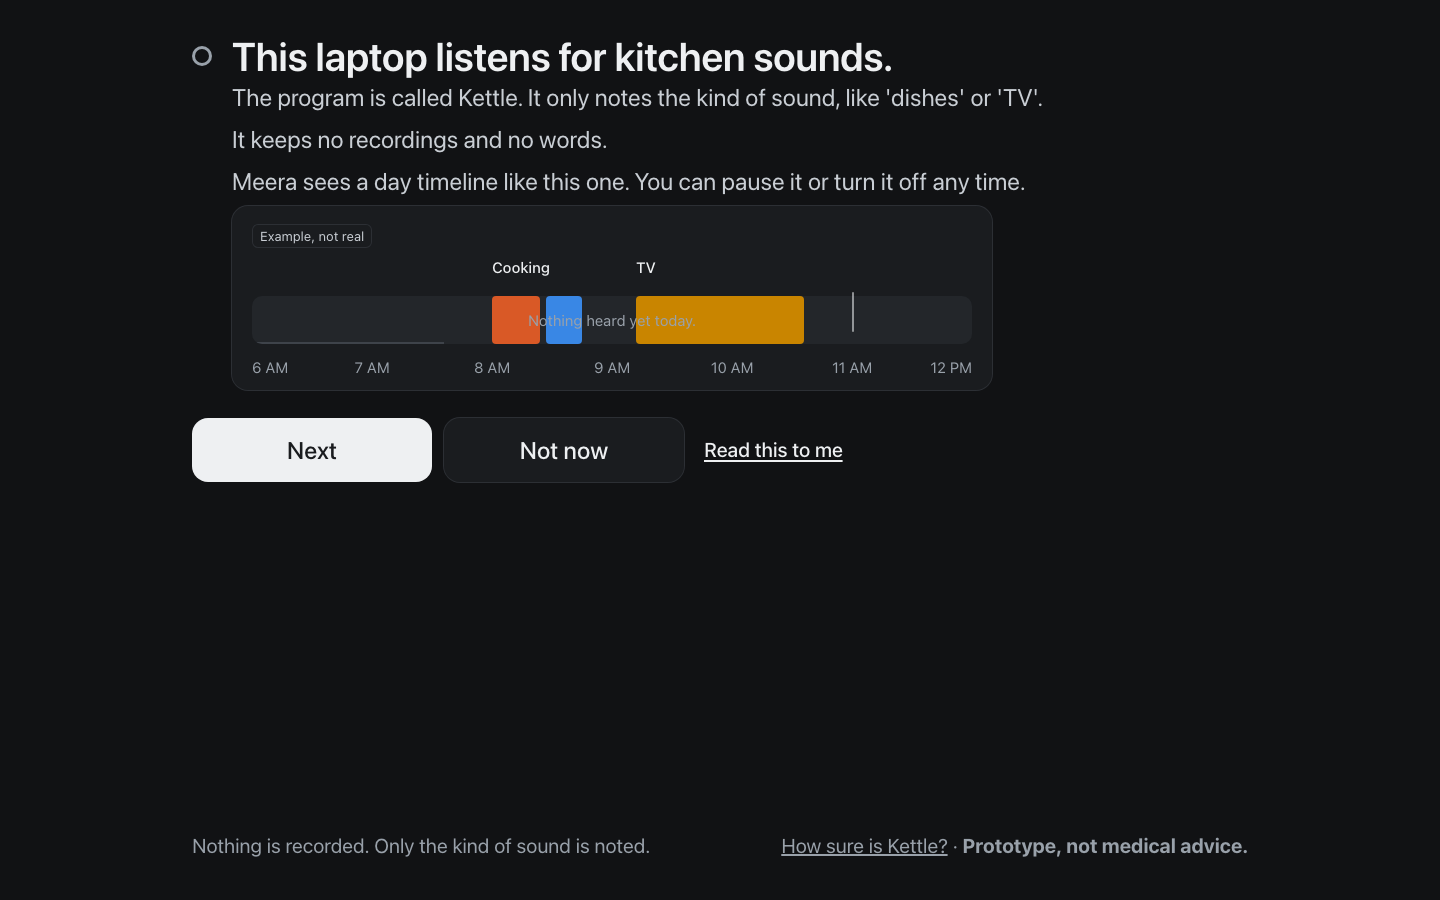 This laptop listens for kitchen sounds.
The program is called Kettle. It only notes the kind of sound, like 'dishes' or 'TV'.
It keeps no recordings and no words.
Meera sees a day timeline like this one. You can pause it or turn it off any time.
Example, not real
Cooking TV
Nothing heard yet today.
6 AM 7 AM 8 AM 9 AM 10 AM 11 AM 12 PM
Next Not now Read this to me
Nothing is recorded. Only the kind of sound is noted. How sure is Kettle? · Prototype, not medical advice.